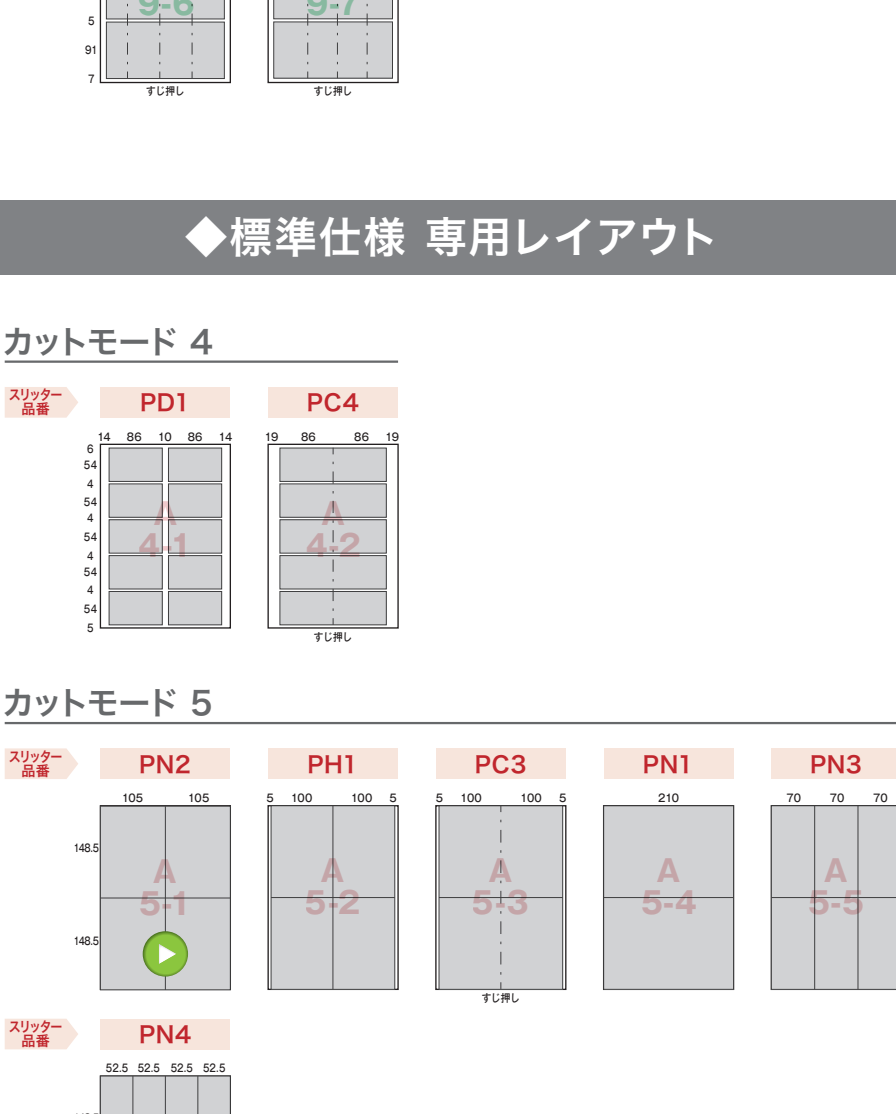 9-6
9-7
5
91
7
すじ押し
すじ押し
◆標準仕様 専用レイアウト
カットモード 4
スリッター
品番
PD1
PC4
14 86 10 86 14
19 86 86 19
6
54
4
54
4
54
4
54
4
54
5
A
4-1
A
4-2
すじ押し
カットモード 5
スリッター
品番
PN2
PH1
PC3
PN1
PN3
105 105
5 100 100 5
5 100 100 5
210
70 70 70
148.5
148.5
A
5-1
A
5-2
A
5-3
A
5-4
A
5-5
すじ押し
スリッター
品番
PN4
52.5 52.5 52.5 52.5